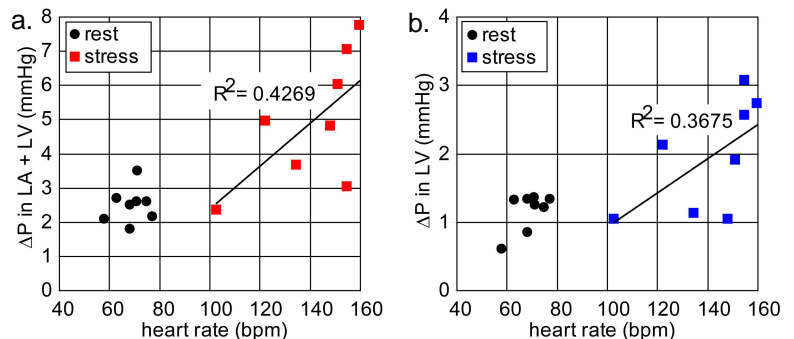 a.
rest
stress
R² = 0.4269
ΔP in LA + LV (mmHg)
8
7
6
5
4
3
2
1
0
40 60 80 100 120 140 160
heart rate (bpm)
b.
rest
stress
R² = 0.3675
ΔP in LV (mmHg)
4
3
2
1
0
40 60 80 100 120 140 160
heart rate (bpm)